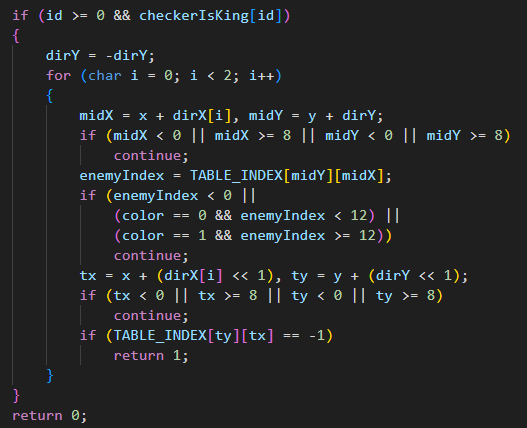 if (id >= 0 && checkerIsKing[id])
{
    dirY = -dirY;
    for (char i = 0; i < 2; i++)
    {
        midX = x + dirX[i], midY = y + dirY;
        if (midX < 0 || midX >= 8 || midY < 0 || midY >= 8)
            continue;
        enemyIndex = TABLE_INDEX[midY][midX];
        if (enemyIndex < 0 ||
            (color == 0 && enemyIndex < 12) ||
            (color == 1 && enemyIndex >= 12))
            continue;
        tx = x + (dirX[i] << 1), ty = y + (dirY << 1);
        if (tx < 0 || tx >= 8 || ty < 0 || ty >= 8)
            continue;
        if (TABLE_INDEX[ty][tx] == -1)
            return 1;
    }
}
return 0;